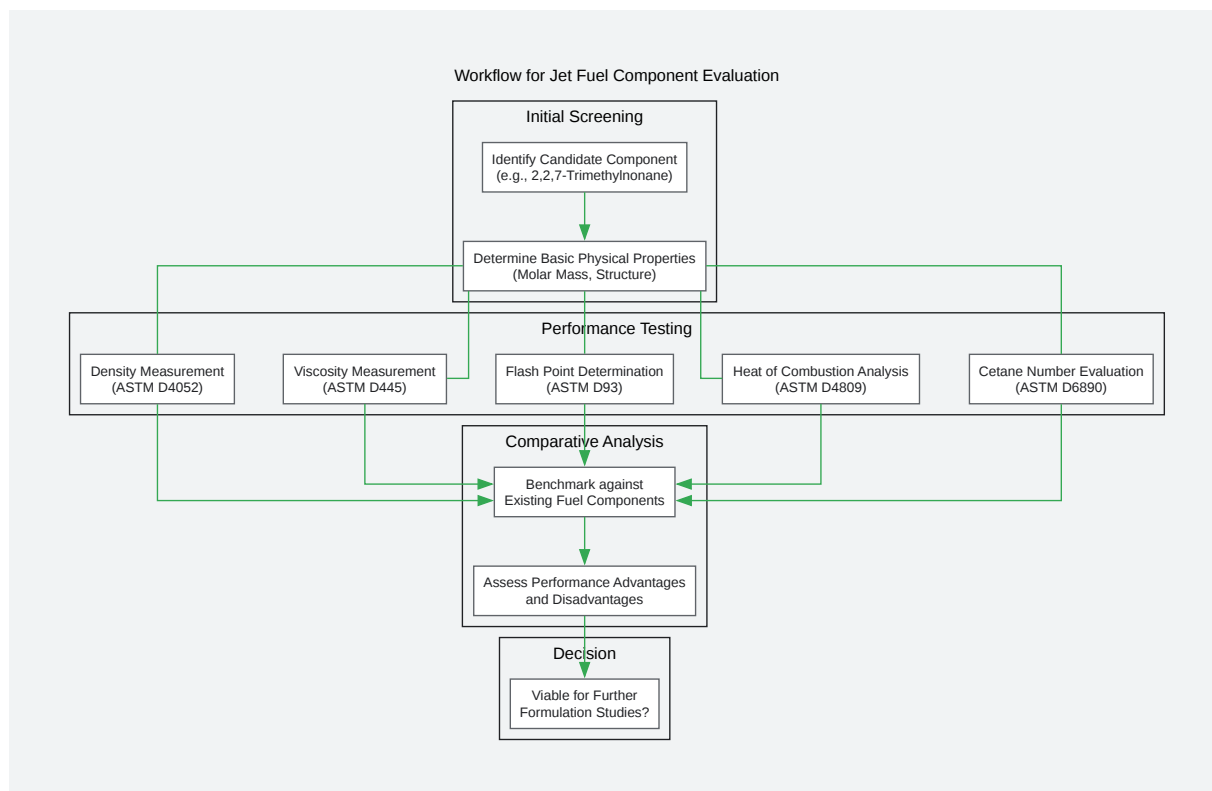 Workflow for Jet Fuel Component Evaluation
Initial Screening
Identify Candidate Component
(e.g., 2,2,7-Trimethylnonane)
Determine Basic Physical Properties
(Molar Mass, Structure)
Performance Testing
Density Measurement
(ASTM D4052)
Viscosity Measurement
(ASTM D445)
Flash Point Determination
(ASTM D93)
Heat of Combustion Analysis
(ASTM D4809)
Cetane Number Evaluation
(ASTM D6890)
Comparative Analysis
Benchmark against
Existing Fuel Components
Assess Performance Advantages
and Disadvantages
Decision
Viable for Further
Formulation Studies?